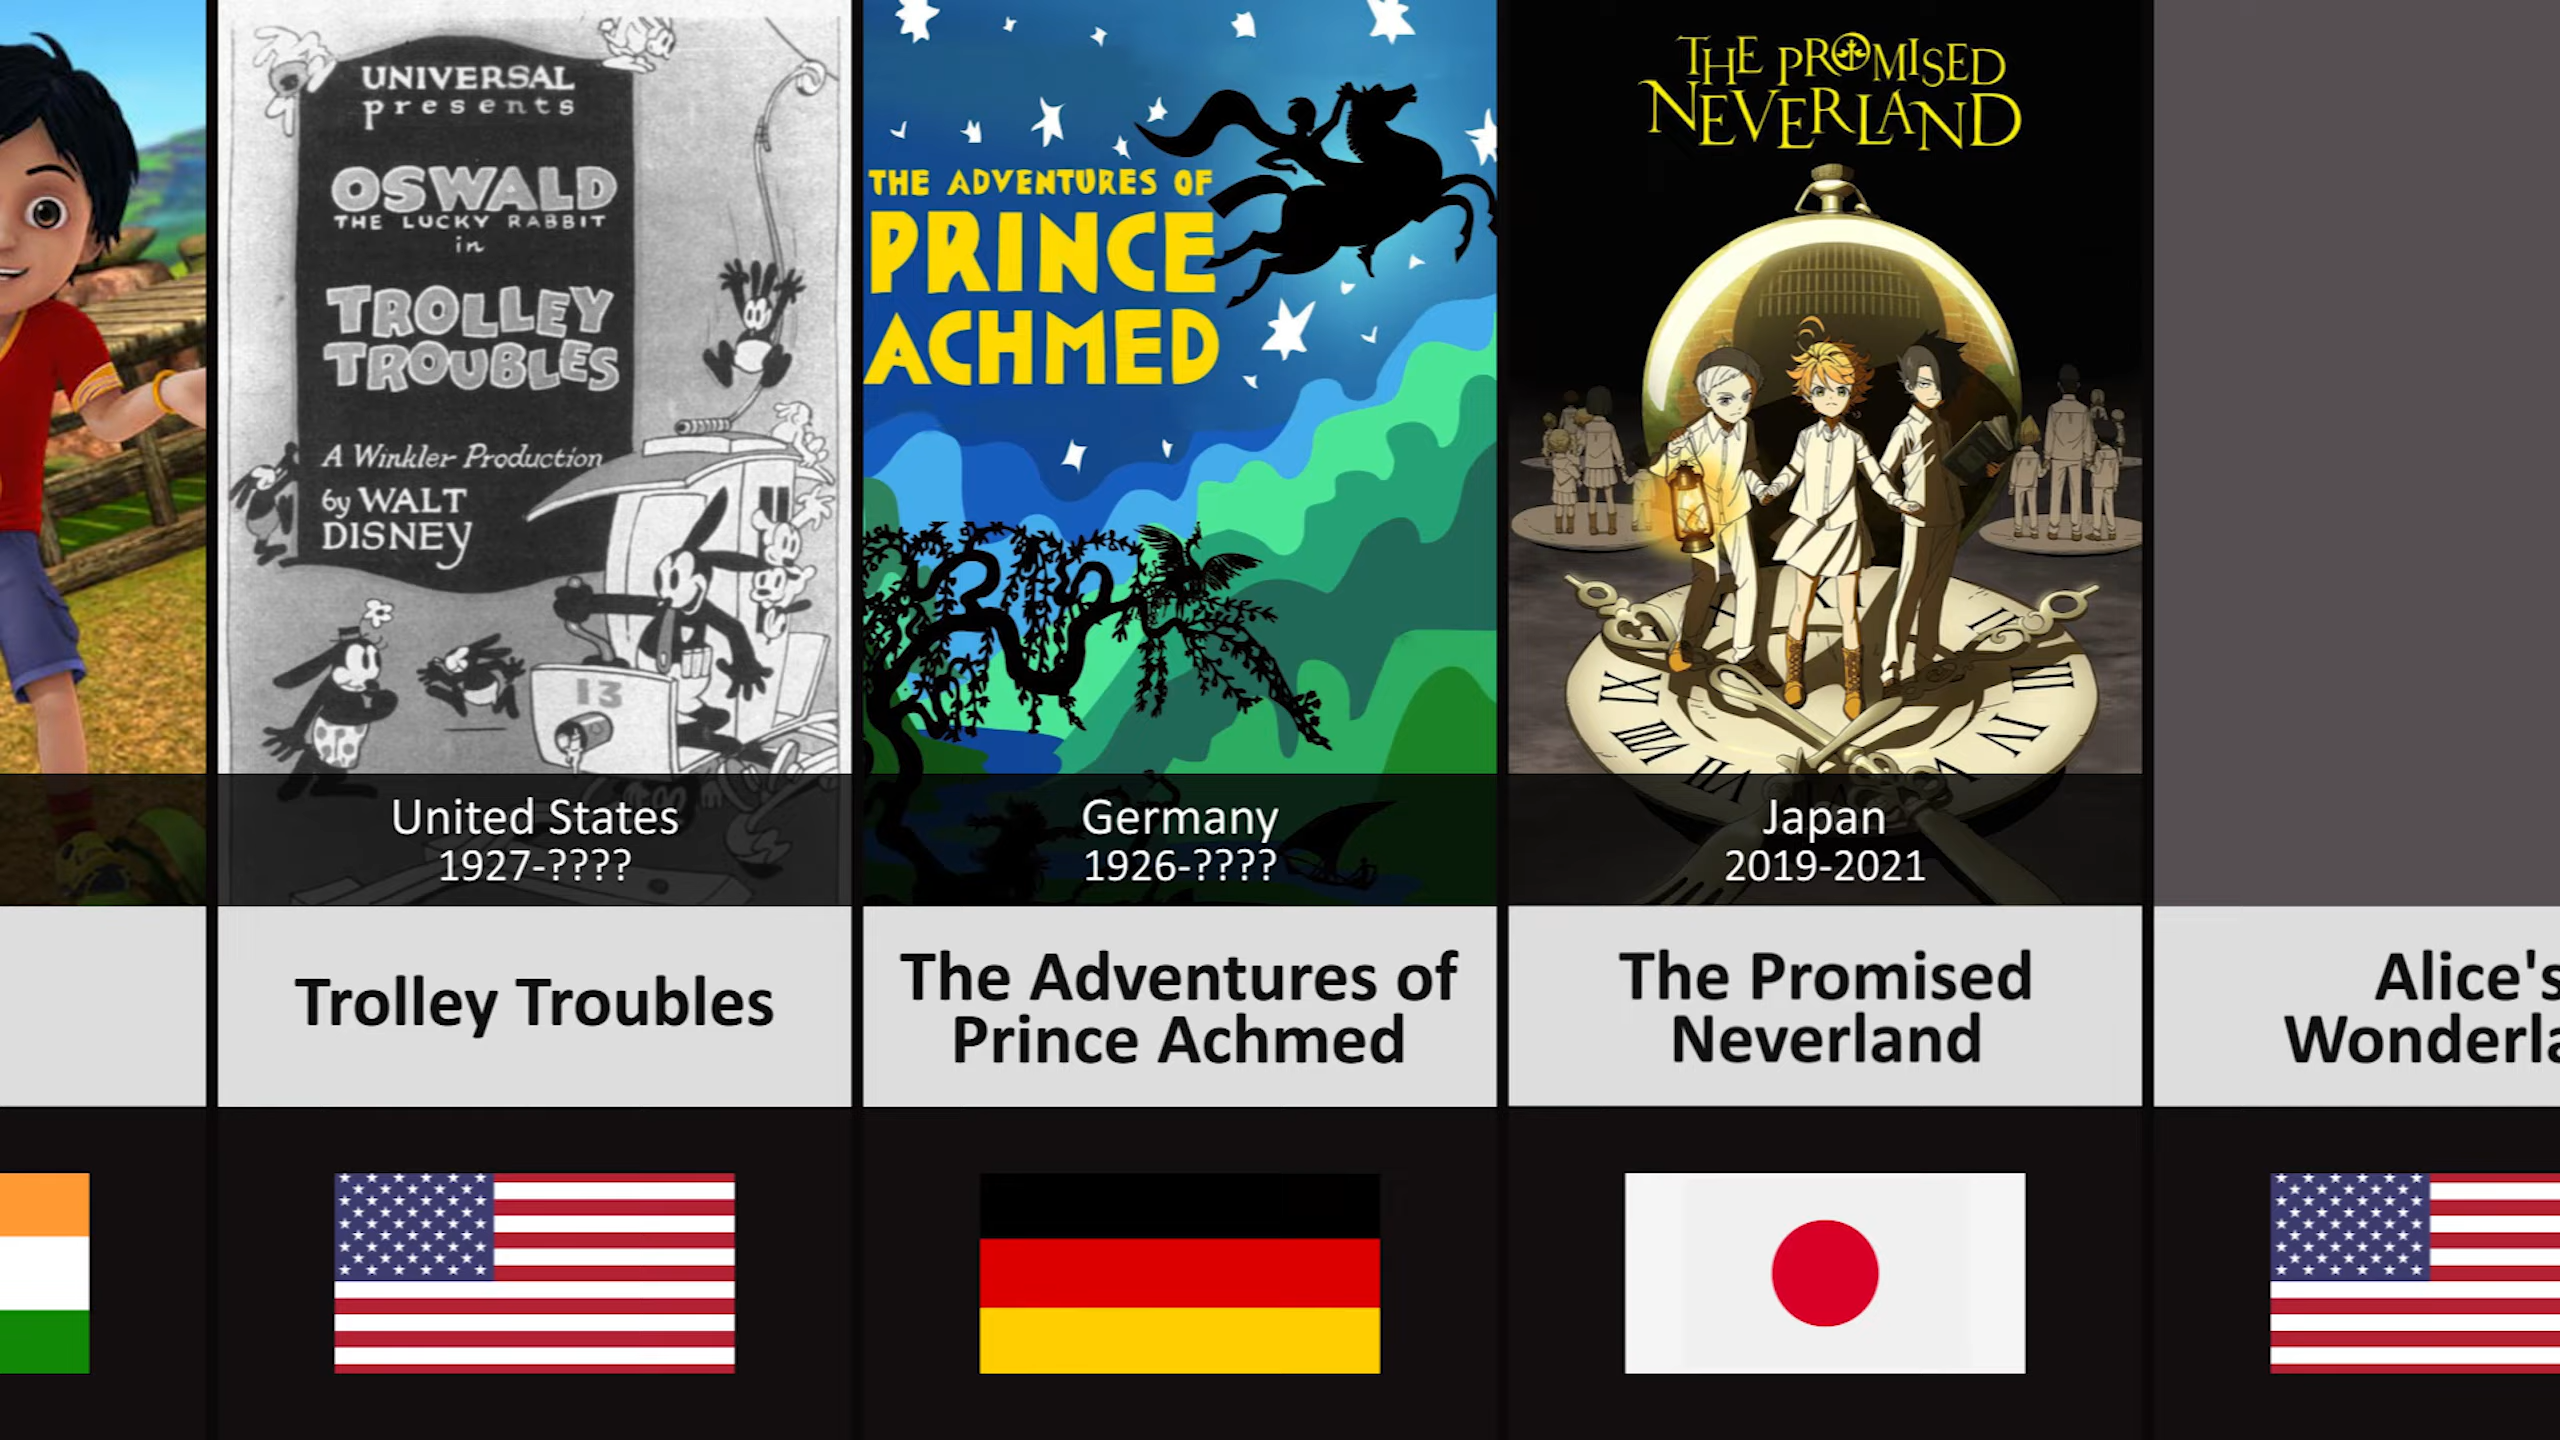 UNIVERSAL
presents
OSWALD
THE LUCKY RABBIT
in
TROLLEY
TROUBLES
A Winkler Production
by WALT
DISNEY
13
United States
1927-????
Trolley Troubles
THE ADVENTURES OF
PRINCE
ACHMED
Germany
1926-????
The Adventures of
Prince Achmed
THE PROMISED
NEVERLAND
Japan
2019-2021
The Promised
Neverland
Alice's